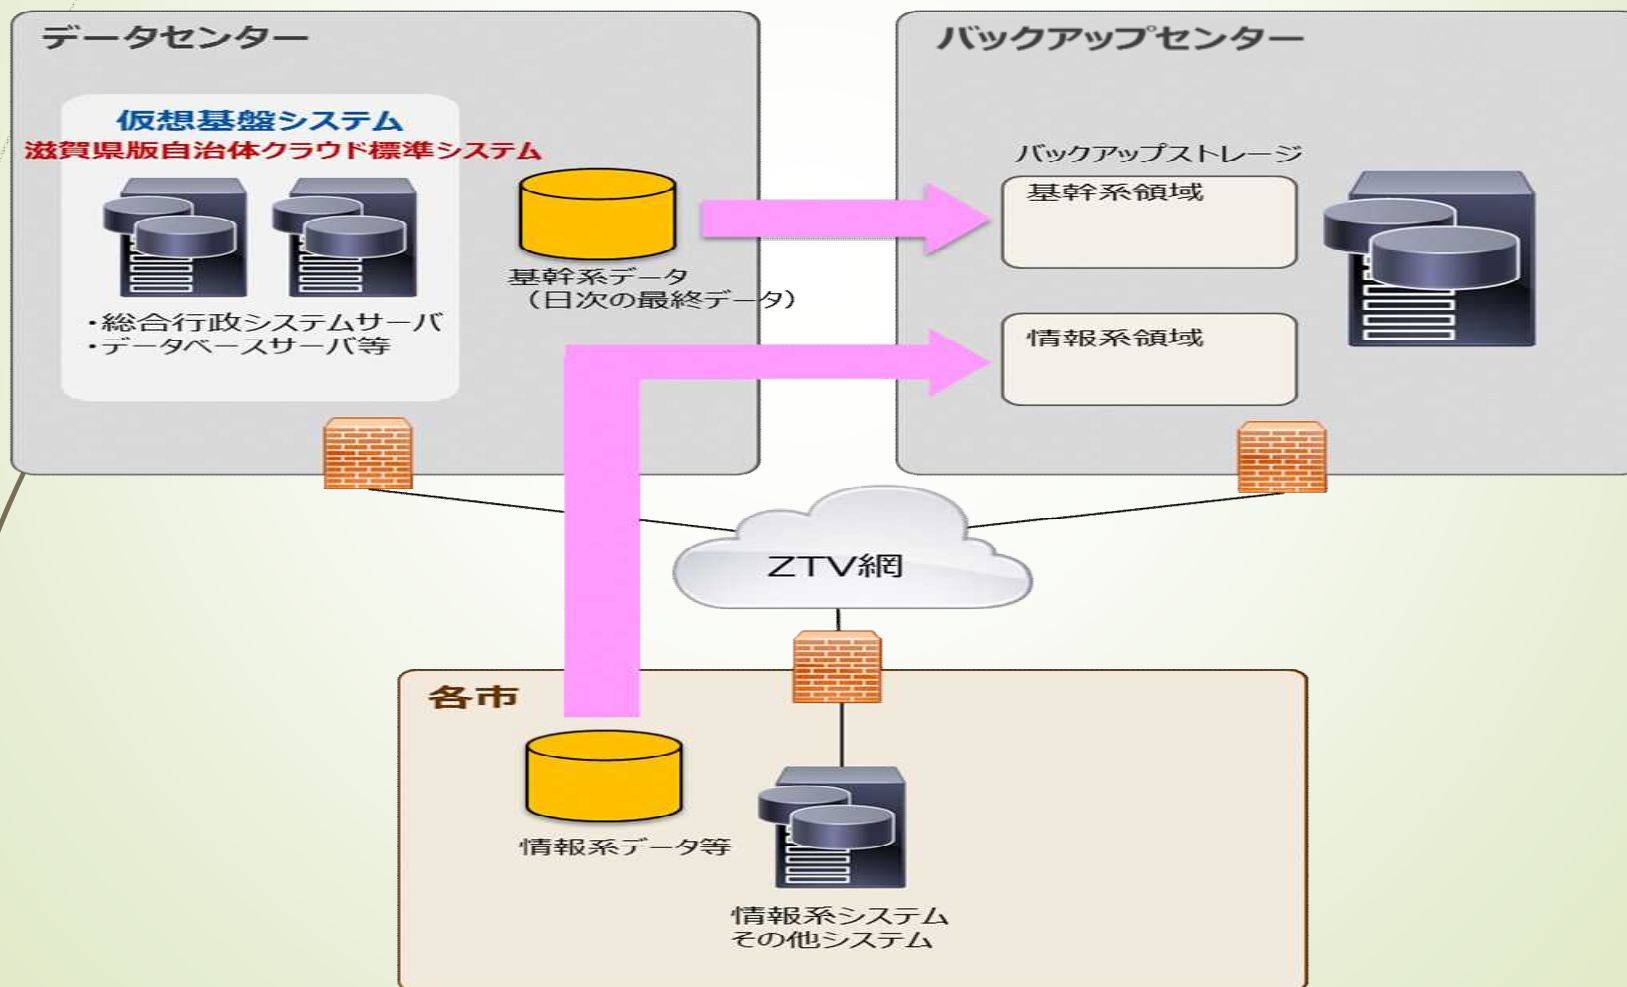 データセンター
仮想基盤システム
滋賀県版自治体クラウド標準システム
・総合行政システムサーバ
・データベースサーバ等
基幹系データ
（日次の最終データ）
バックアップセンター
バックアップストレージ
基幹系領域
情報系領域
ZTV網
各市
情報系データ等
情報系システム
その他システム